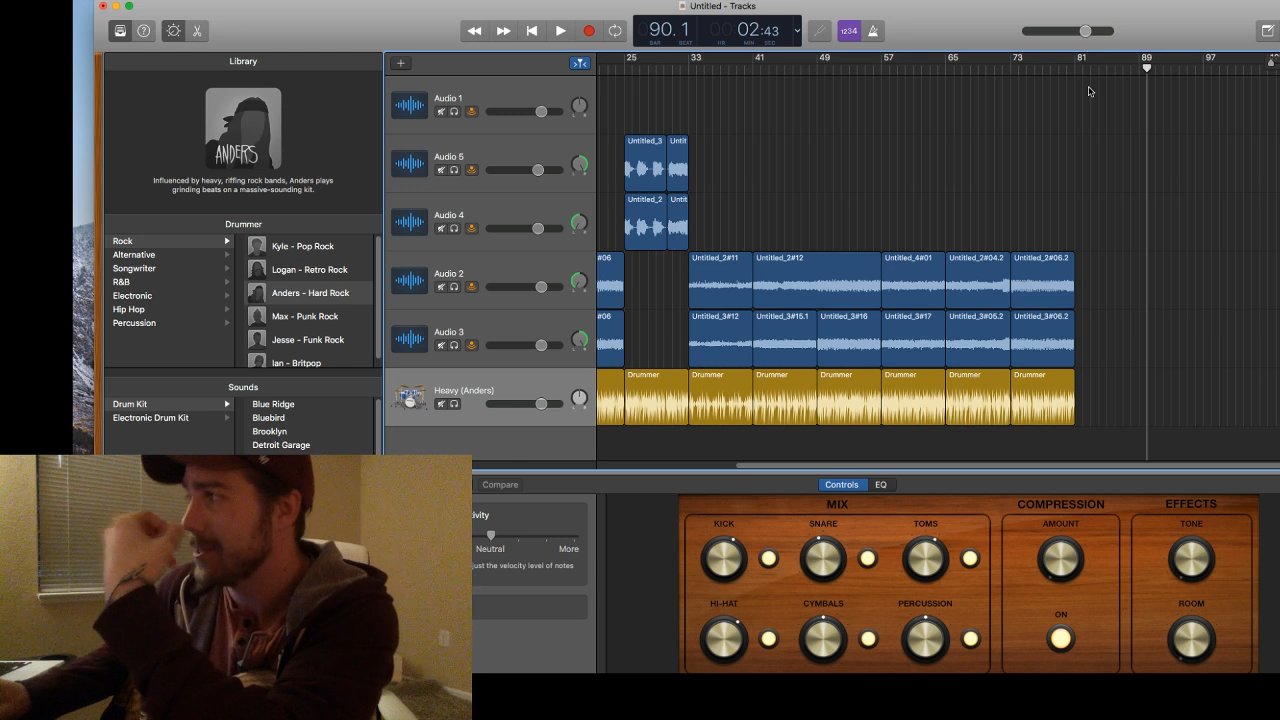 Untitled - Tracks
90. 1 00 02:43
BAR BEAT HR MIN SEC
1234
Library
25 33 41 49 57 65 73 81 89 97
ANDERS
Influenced by heavy, riffing rock bands, Anders plays
grinding beats on a massive-sounding kit.
Drummer
Rock
Alternative
Songwriter
R&B
Electronic
Hip Hop
Percussion
Kyle - Pop Rock
Logan - Retro Rock
Anders - Hard Rock
Max - Punk Rock
Jesse - Funk Rock
Ian - Britpop
Sounds
Drum Kit
Electronic Drum Kit
Blue Ridge
Bluebird
Brooklyn
Detroit Garage
Audio 1
Audio 5
Untitled_3 Untit
Audio 4
Untitled_2 Untit
Audio 2
#06 Untitled_2#11 Untitled_2#12 Untitled_4#01 Untitled_2#04.2 Untitled_2#06.2
Audio 3
#06 Untitled_3#12 Untitled_3#15.1 Untitled_3#16 Untitled_3#17 Untitled_3#05.2 Untitled_3#06.2
Heavy (Anders)
Drummer Drummer Drummer Drummer Drummer Drummer Drummer
Compare
Controls EQ
ivity
Neutral More
just the velocity level of notes
MIX COMPRESSION EFFECTS
KICK SNARE TOMS AMOUNT TONE
HI-HAT CYMBALS PERCUSSION ON ROOM